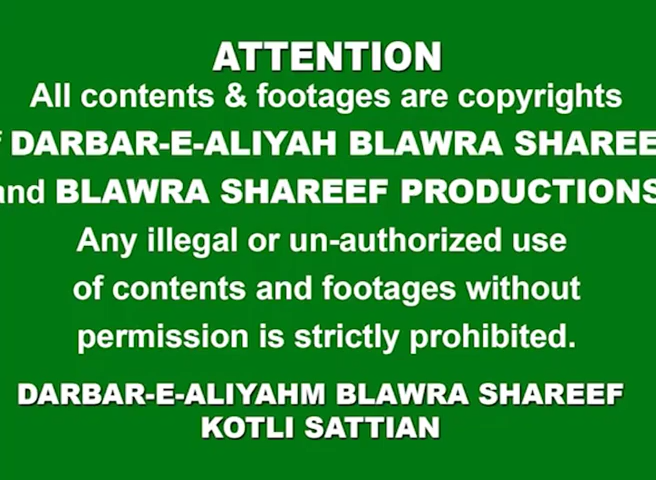 ATTENTION
All contents & footages are copyrights
DARBAR-E-ALIYAH BLAWRA SHAREE
and BLAWRA SHAREEF PRODUCTIONS
Any illegal or un-authorized use
of contents and footages without
permission is strictly prohibited.
DARBAR-E-ALIYAHM BLAWRA SHAREEF
KOTLI SATTIAN